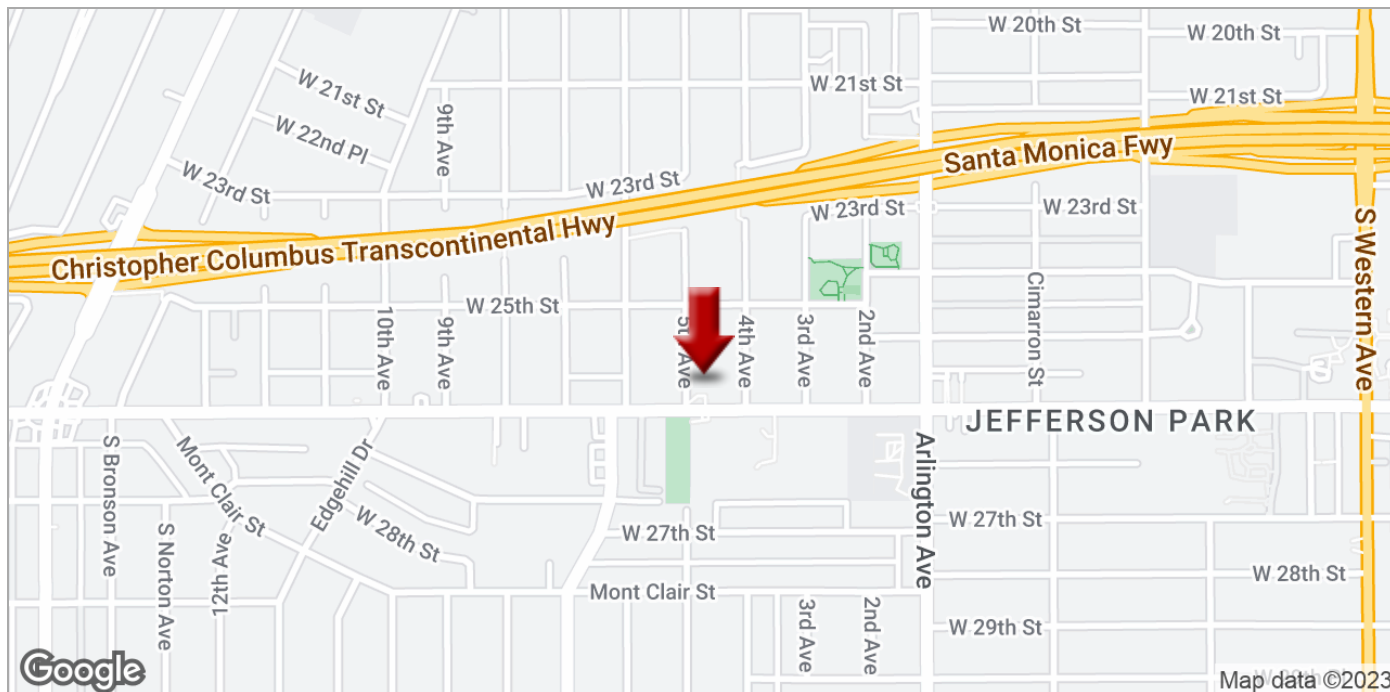 W 20th St
W 20th St
W 21st St
W 21st St
W 21st St
9th Ave
W 22nd Pl
Santa Monica Fwy
W 23rd St
W 23rd St
W 23rd St
W 23rd St
S Western Ave
Christopher Columbus Transcontinental Hwy
W 25th St
Cimarron St
10th Ave
9th Ave
5th Ave
4th Ave
3rd Ave
2nd Ave
JEFFERSON PARK
S Bronson Ave
Mont Clair St
Edgehill Dr
Arlington Ave
W 28th St
S Norton Ave
12th Ave
W 27th St
W 27th St
W 28th St
Mont Clair St
3rd Ave
2nd Ave
W 29th St
Google
Map data ©2023